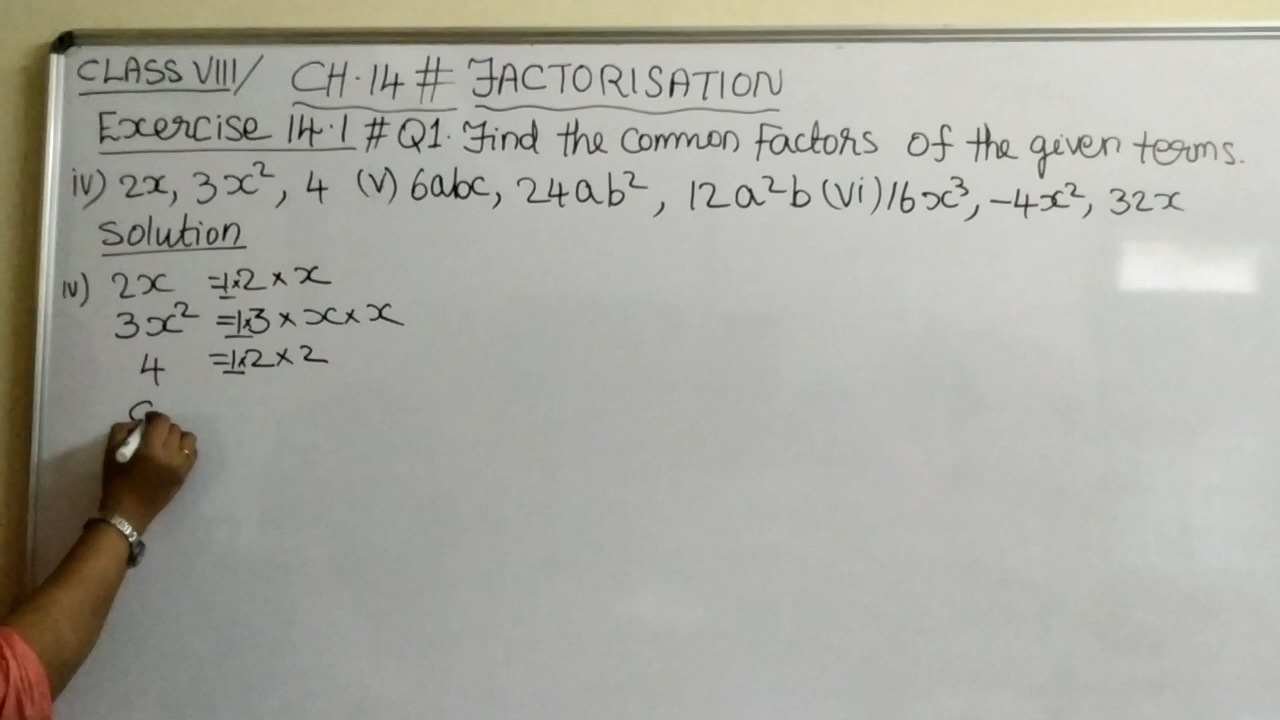 CLASS VIII/ CH.14 # FACTORISATION
Exercise 14.1 # Q1. Find the common Factors of the given terms.
iv) 2x, 3x², 4 (V) 6abc, 24ab², 12a²b (Vi) 16x³, -4x², 32x
Solution
iv) 2x =1×2 × x
3x² =1×3 × x × x
4 =1×2 × 2
C